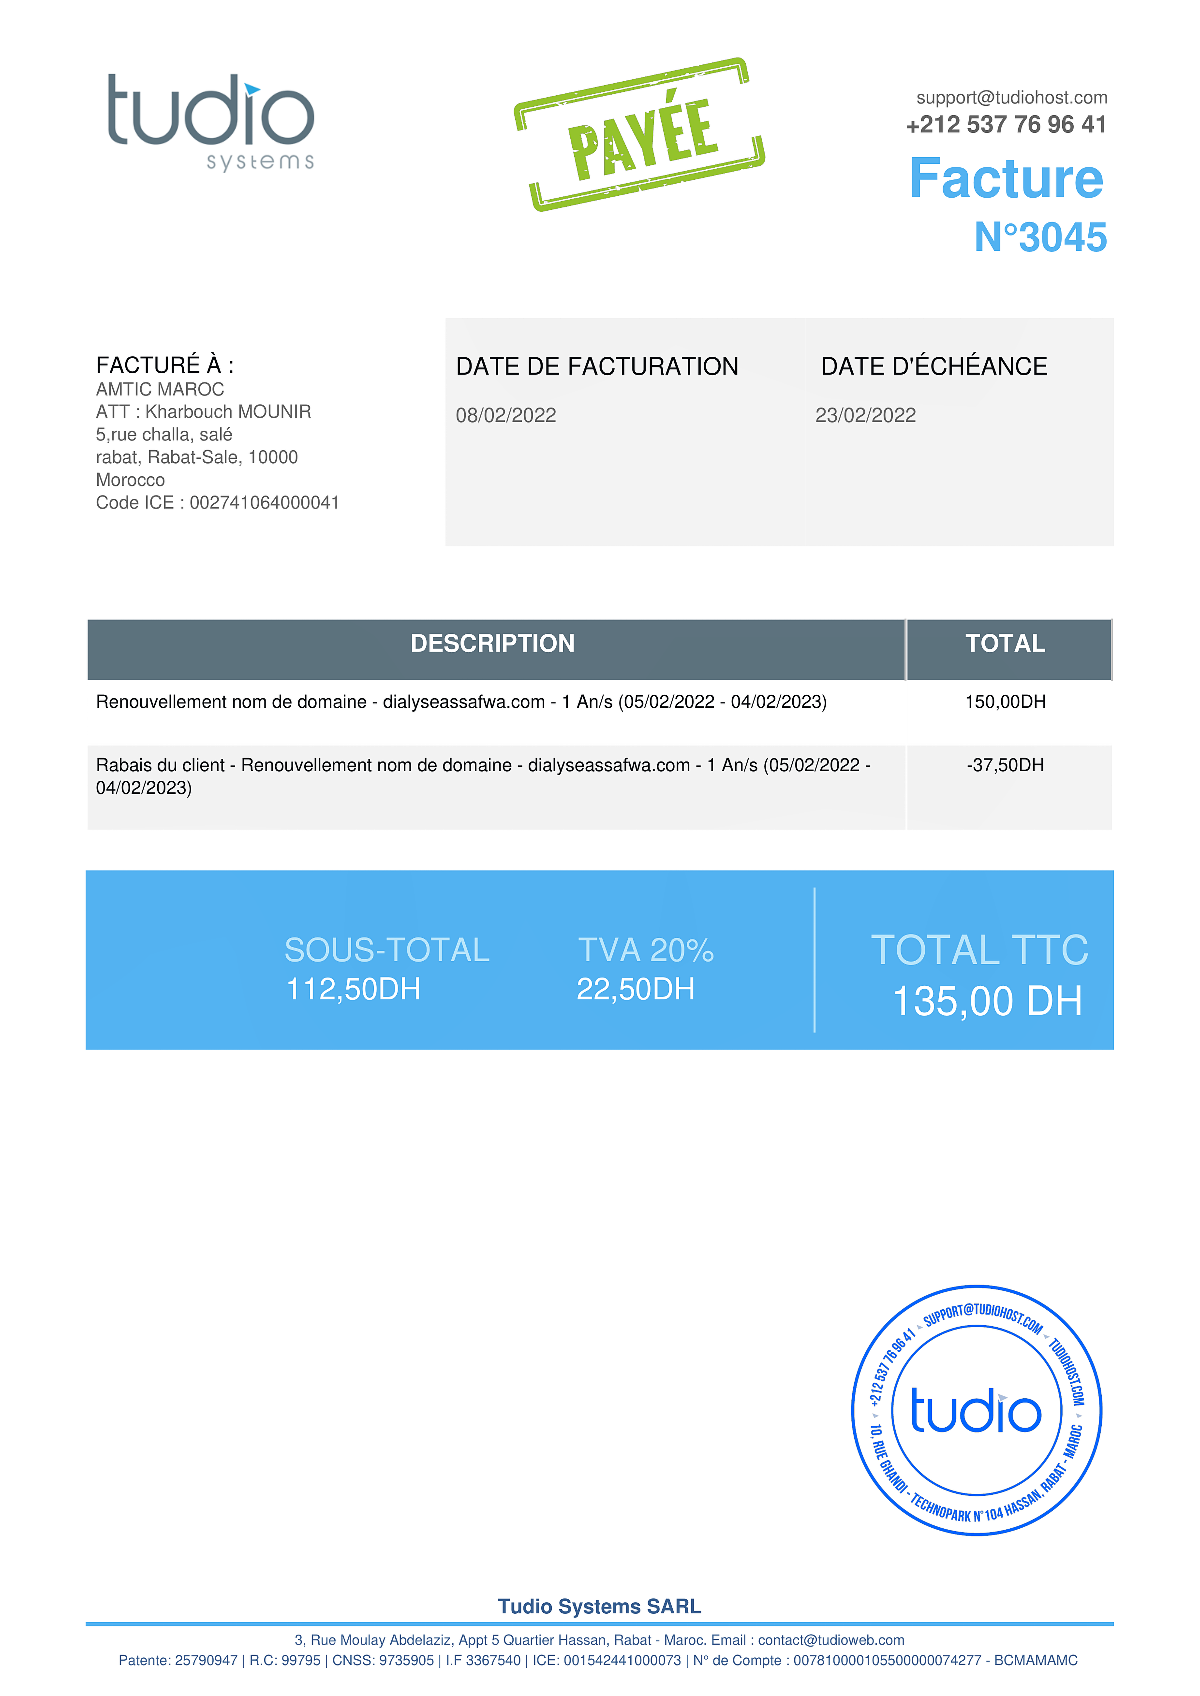 tudio
systems
PAYÉE
support@tudiohost.com
+212 537 76 96 41
Facture
N°3045
FACTURÉ À :
AMTIC MAROC
ATT : Kharbouch MOUNIR
5,rue challa, salé
rabat, Rabat-Sale, 10000
Morocco
Code ICE : 002741064000041
DATE DE FACTURATION
08/02/2022
DATE D'ÉCHÉANCE
23/02/2022
DESCRIPTION TOTAL
Renouvellement nom de domaine - dialyseassafwa.com - 1 An/s (05/02/2022 - 04/02/2023) 150,00DH
Rabais du client - Renouvellement nom de domaine - dialyseassafwa.com - 1 An/s (05/02/2022 - -37,50DH
04/02/2023)
SOUS-TOTAL TVA 20% TOTAL TTC
112,50DH 22,50DH 135,00 DH
+212 537 76 96 41 SUPPORT@TUDIOHOST.COM TUDIOHOST.COM
tudio
10, RUE GHANDI - TECHNOPARK N°104 HASSAN, RABAT - MAROC
Tudio Systems SARL
3, Rue Moulay Abdelaziz, Appt 5 Quartier Hassan, Rabat - Maroc. Email : contact@tudioweb.com
Patente: 25790947 | R.C: 99795 | CNSS: 9735905 | I.F 3367540 | ICE: 001542441000073 | N° de Compte : 007810000105500000074277 - BCMAMAMC